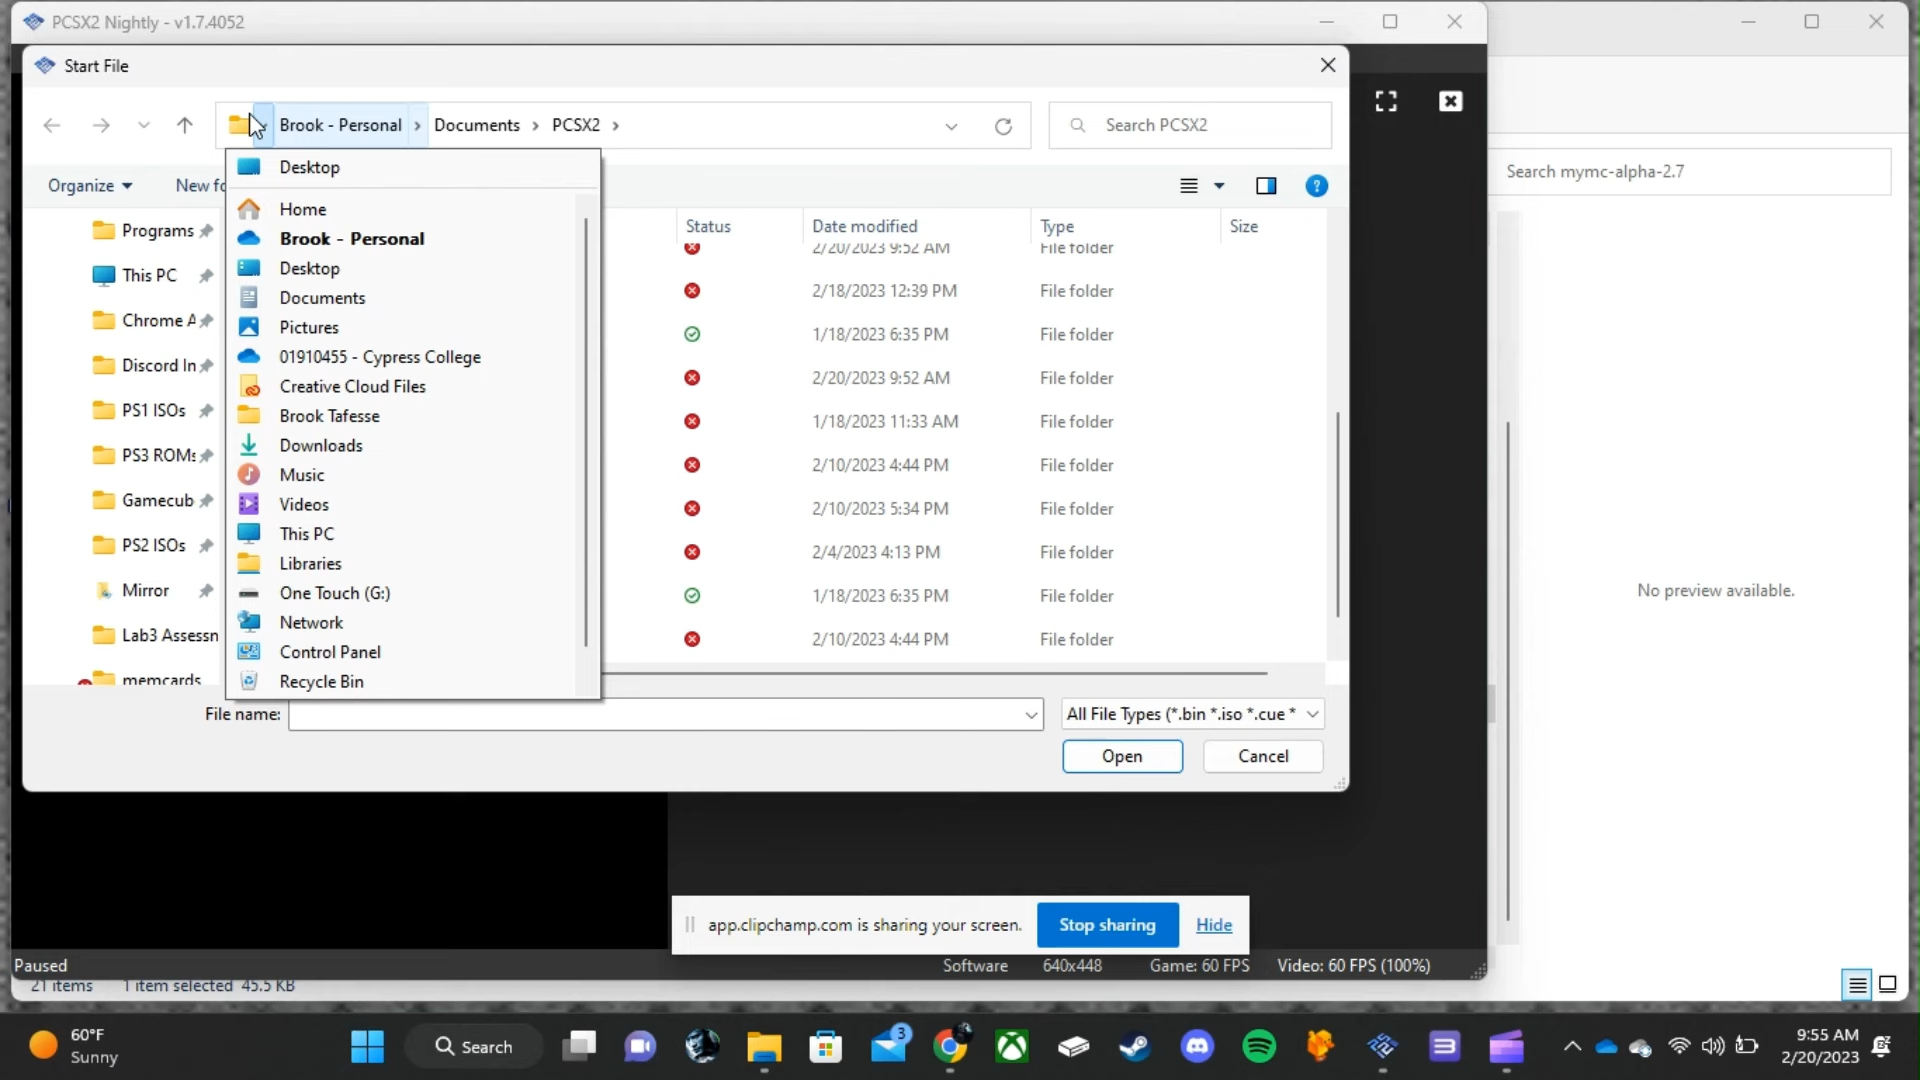 PCSX2 Nightly - v1.7.4052
Start File
Brook - Personal › Documents › PCSX2 ›
Search PCSX2
Search mymc-alpha-2.7
Organize
New fo
Desktop
Home
Brook - Personal
Desktop
Documents
Pictures
01910455 - Cypress College
Creative Cloud Files
Brook Tafesse
Downloads
Music
Videos
This PC
Libraries
One Touch (G:)
Network
Control Panel
Recycle Bin
Programs
This PC
Chrome A
Discord In
PS1 ISOs
PS3 ROMs
Gamecub
PS2 ISOs
Mirror
Lab3 Assessn
memcards
Status Date modified Type Size
2/20/2023 9:52 AM File folder
2/18/2023 12:39 PM File folder
1/18/2023 6:35 PM File folder
2/20/2023 9:52 AM File folder
1/18/2023 11:33 AM File folder
2/10/2023 4:44 PM File folder
2/10/2023 5:34 PM File folder
2/4/2023 4:13 PM File folder
1/18/2023 6:35 PM File folder
2/10/2023 4:44 PM File folder
No preview available.
File name:
All File Types (*.bin *.iso *.cue *
Open
Cancel
app.clipchamp.com is sharing your screen.
Stop sharing
Hide
Paused
Software 640x448 Game: 60 FPS Video: 60 FPS (100%)
21 items 1 item selected 45.5 KB
60°F
Sunny
Search
3
9:55 AM
2/20/2023